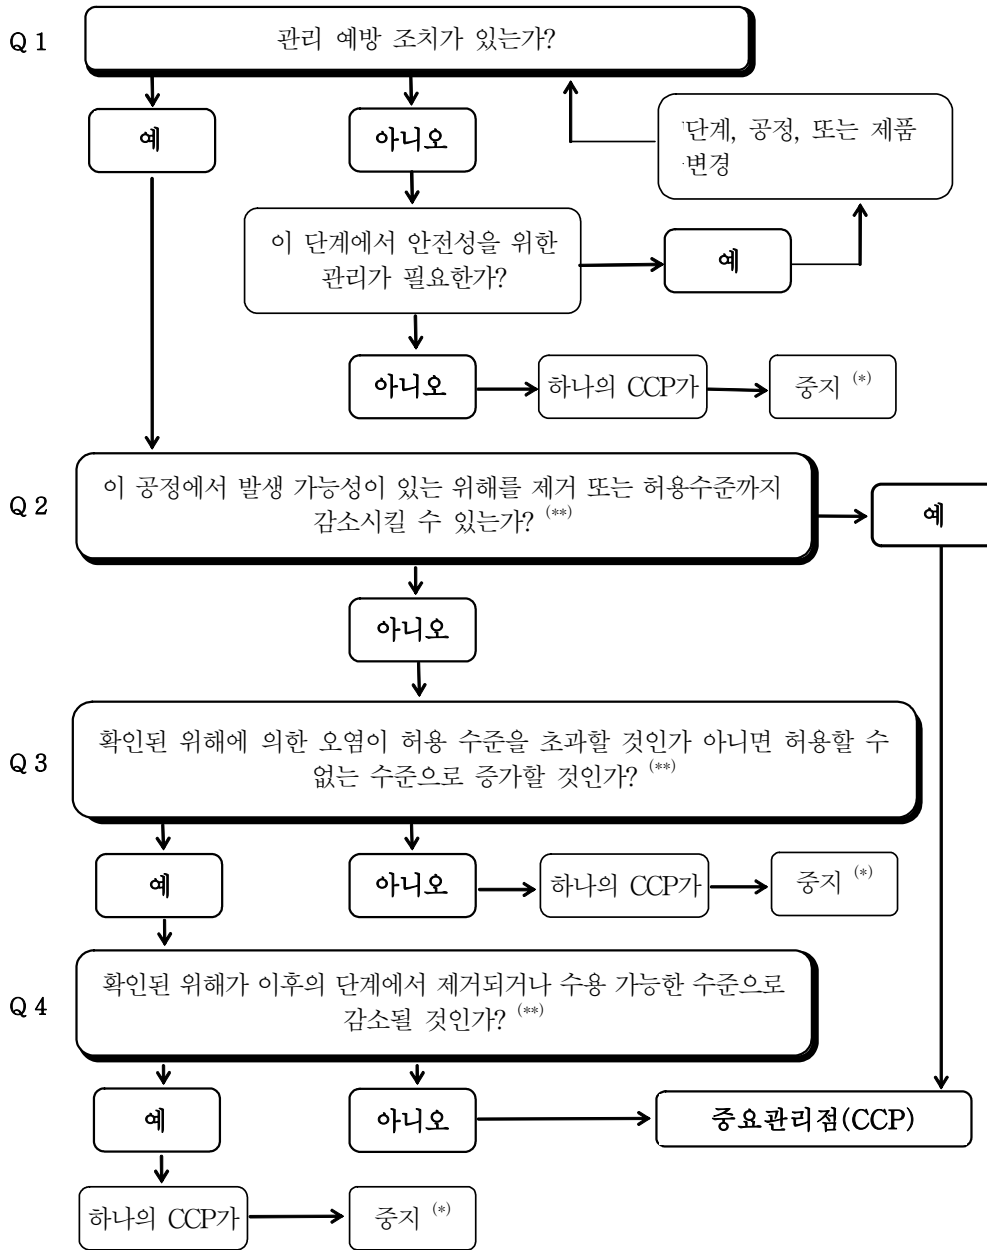 Q 1
관리 예방 조치가 있는가?
예
아니오
단계, 공정, 또는 제품
변경
이 단계에서 안전성을 위한
관리가 필요한가?
예
아니오
하나의 CCP가
중지 (*)
Q 2
이 공정에서 발생 가능성이 있는 위해를 제거 또는 허용수준까지
감소시킬 수 있는가? (**)
예
아니오
Q 3
확인된 위해에 의한 오염이 허용 수준을 초과할 것인가 아니면 허용할 수
없는 수준으로 증가할 것인가? (**)
예
아니오
하나의 CCP가
중지 (*)
Q 4
확인된 위해가 이후의 단계에서 제거되거나 수용 가능한 수준으로
감소될 것인가? (**)
예
아니오
중요관리점(CCP)
하나의 CCP가
중지 (*)